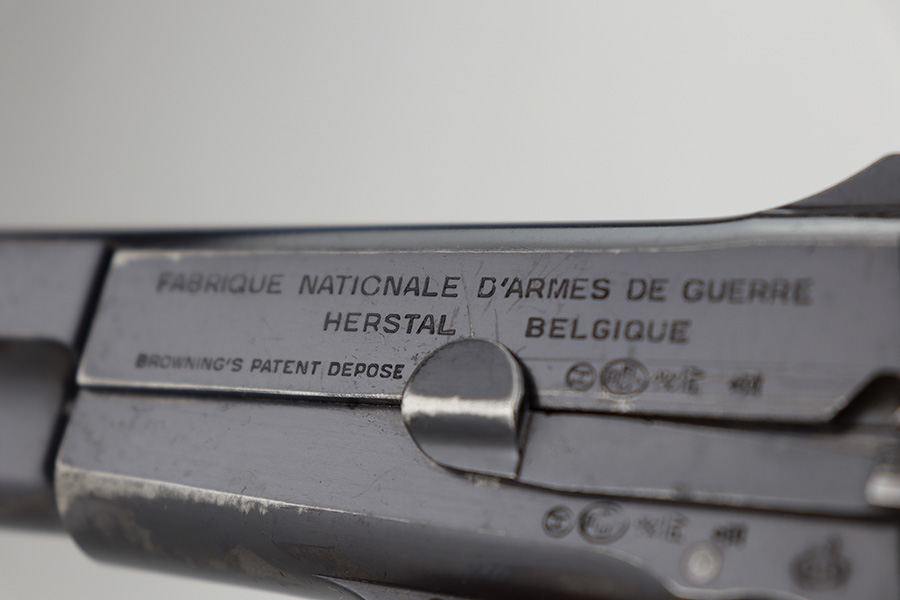 FABRIQUE NATIONALE D'ARMES DE GUERRE
HERSTAL BELGIQUE
BROWNING'S PATENT DEPOSE